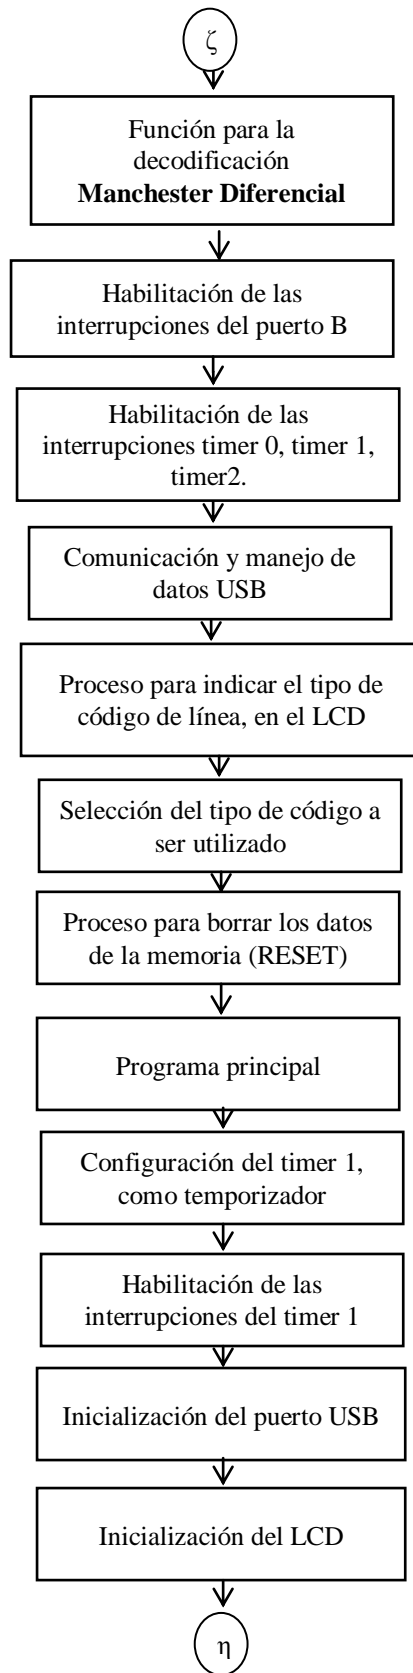 ζ
Función para la
decodificación
Manchester Diferencial
Habilitación de las
interrupciones del puerto B
Habilitación de las
interrupciones timer 0, timer 1,
timer2.
Comunicación y manejo de
datos USB
Proceso para indicar el tipo de
código de línea, en el LCD
Selección del tipo de código a
ser utilizado
Proceso para borrar los datos
de la memoria (RESET)
Programa principal
Configuración del timer 1,
como temporizador
Habilitación de las
interrupciones del timer 1
Inicialización del puerto USB
Inicialización del LCD
η